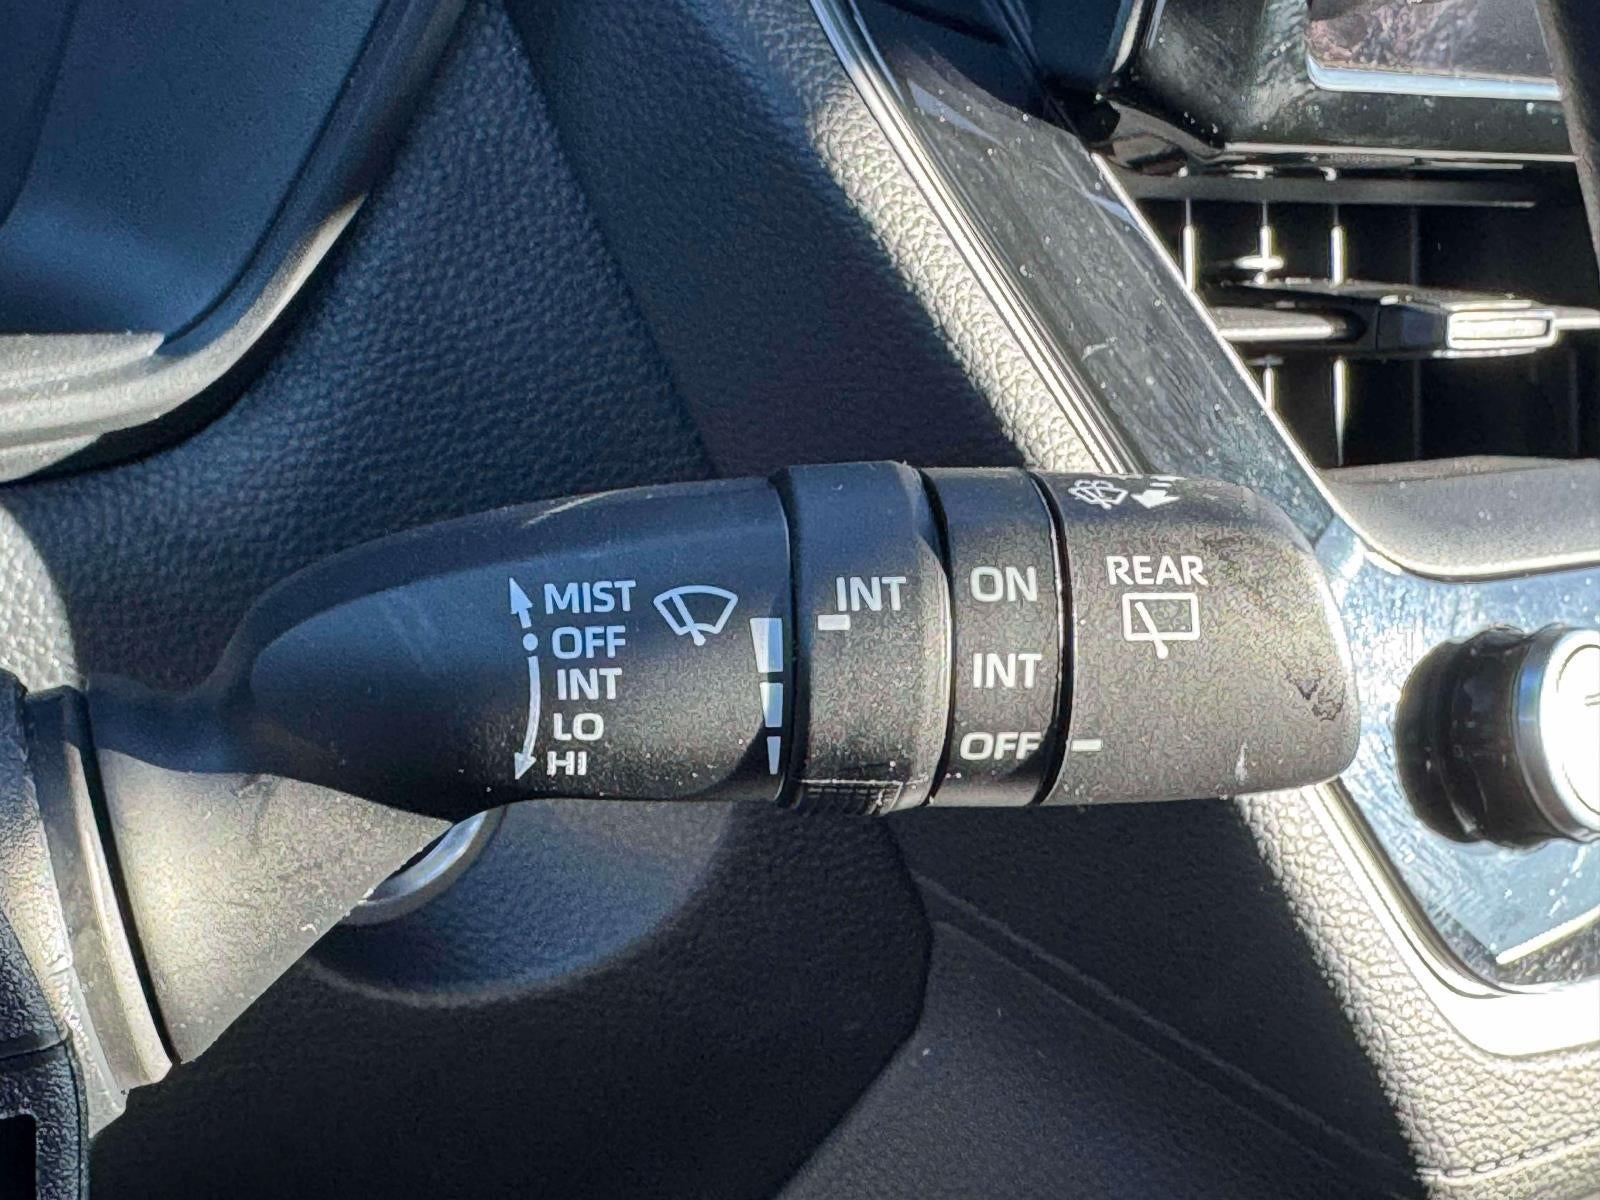 MIST
OFF
INT
LO
HI
INT
ON
INT
OFF
REAR